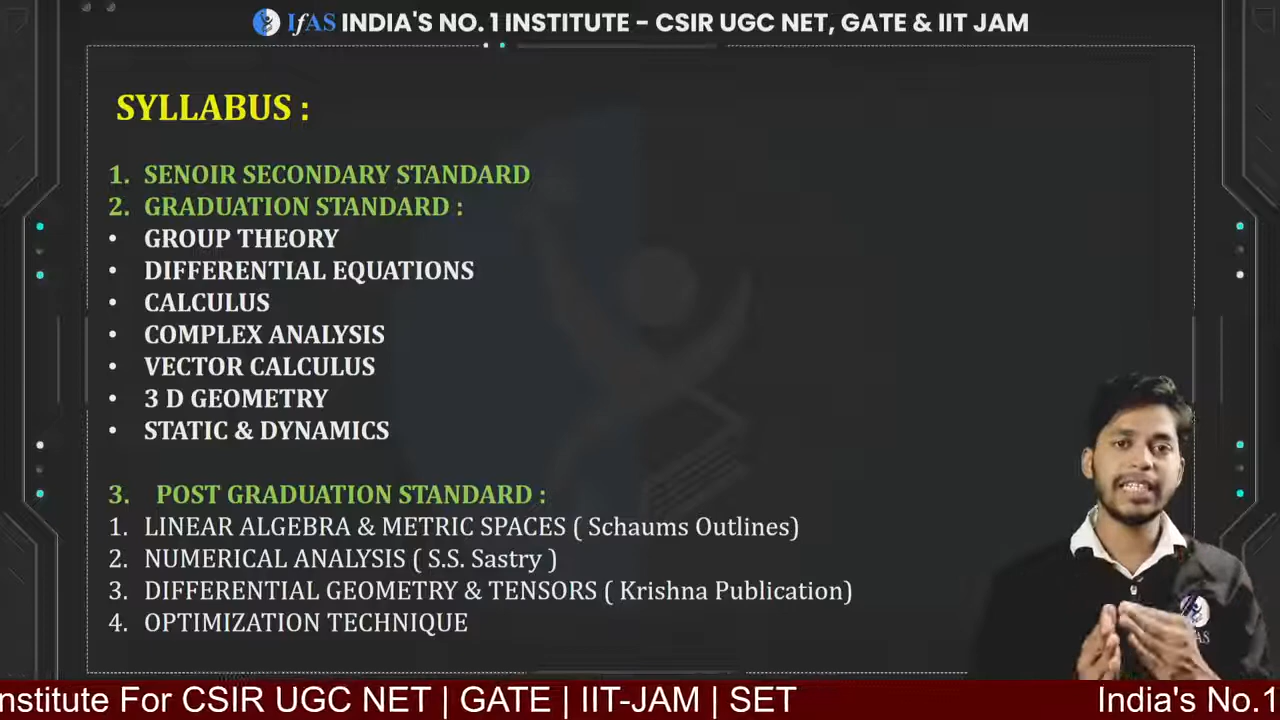 IfAS INDIA'S NO. 1 INSTITUTE – CSIR UGC NET, GATE & IIT JAM
SYLLABUS :
1. SENOIR SECONDARY STANDARD
2. GRADUATION STANDARD :
• GROUP THEORY
• DIFFERENTIAL EQUATIONS
• CALCULUS
• COMPLEX ANALYSIS
• VECTOR CALCULUS
• 3 D GEOMETRY
• STATIC & DYNAMICS
3. POST GRADUATION STANDARD :
1. LINEAR ALGEBRA & METRIC SPACES ( Schaums Outlines)
2. NUMERICAL ANALYSIS ( S.S. Sastry )
3. DIFFERENTIAL GEOMETRY & TENSORS ( Krishna Publication)
4. OPTIMIZATION TECHNIQUE
nstitute For CSIR UGC NET | GATE | IIT-JAM | SET India's No.1